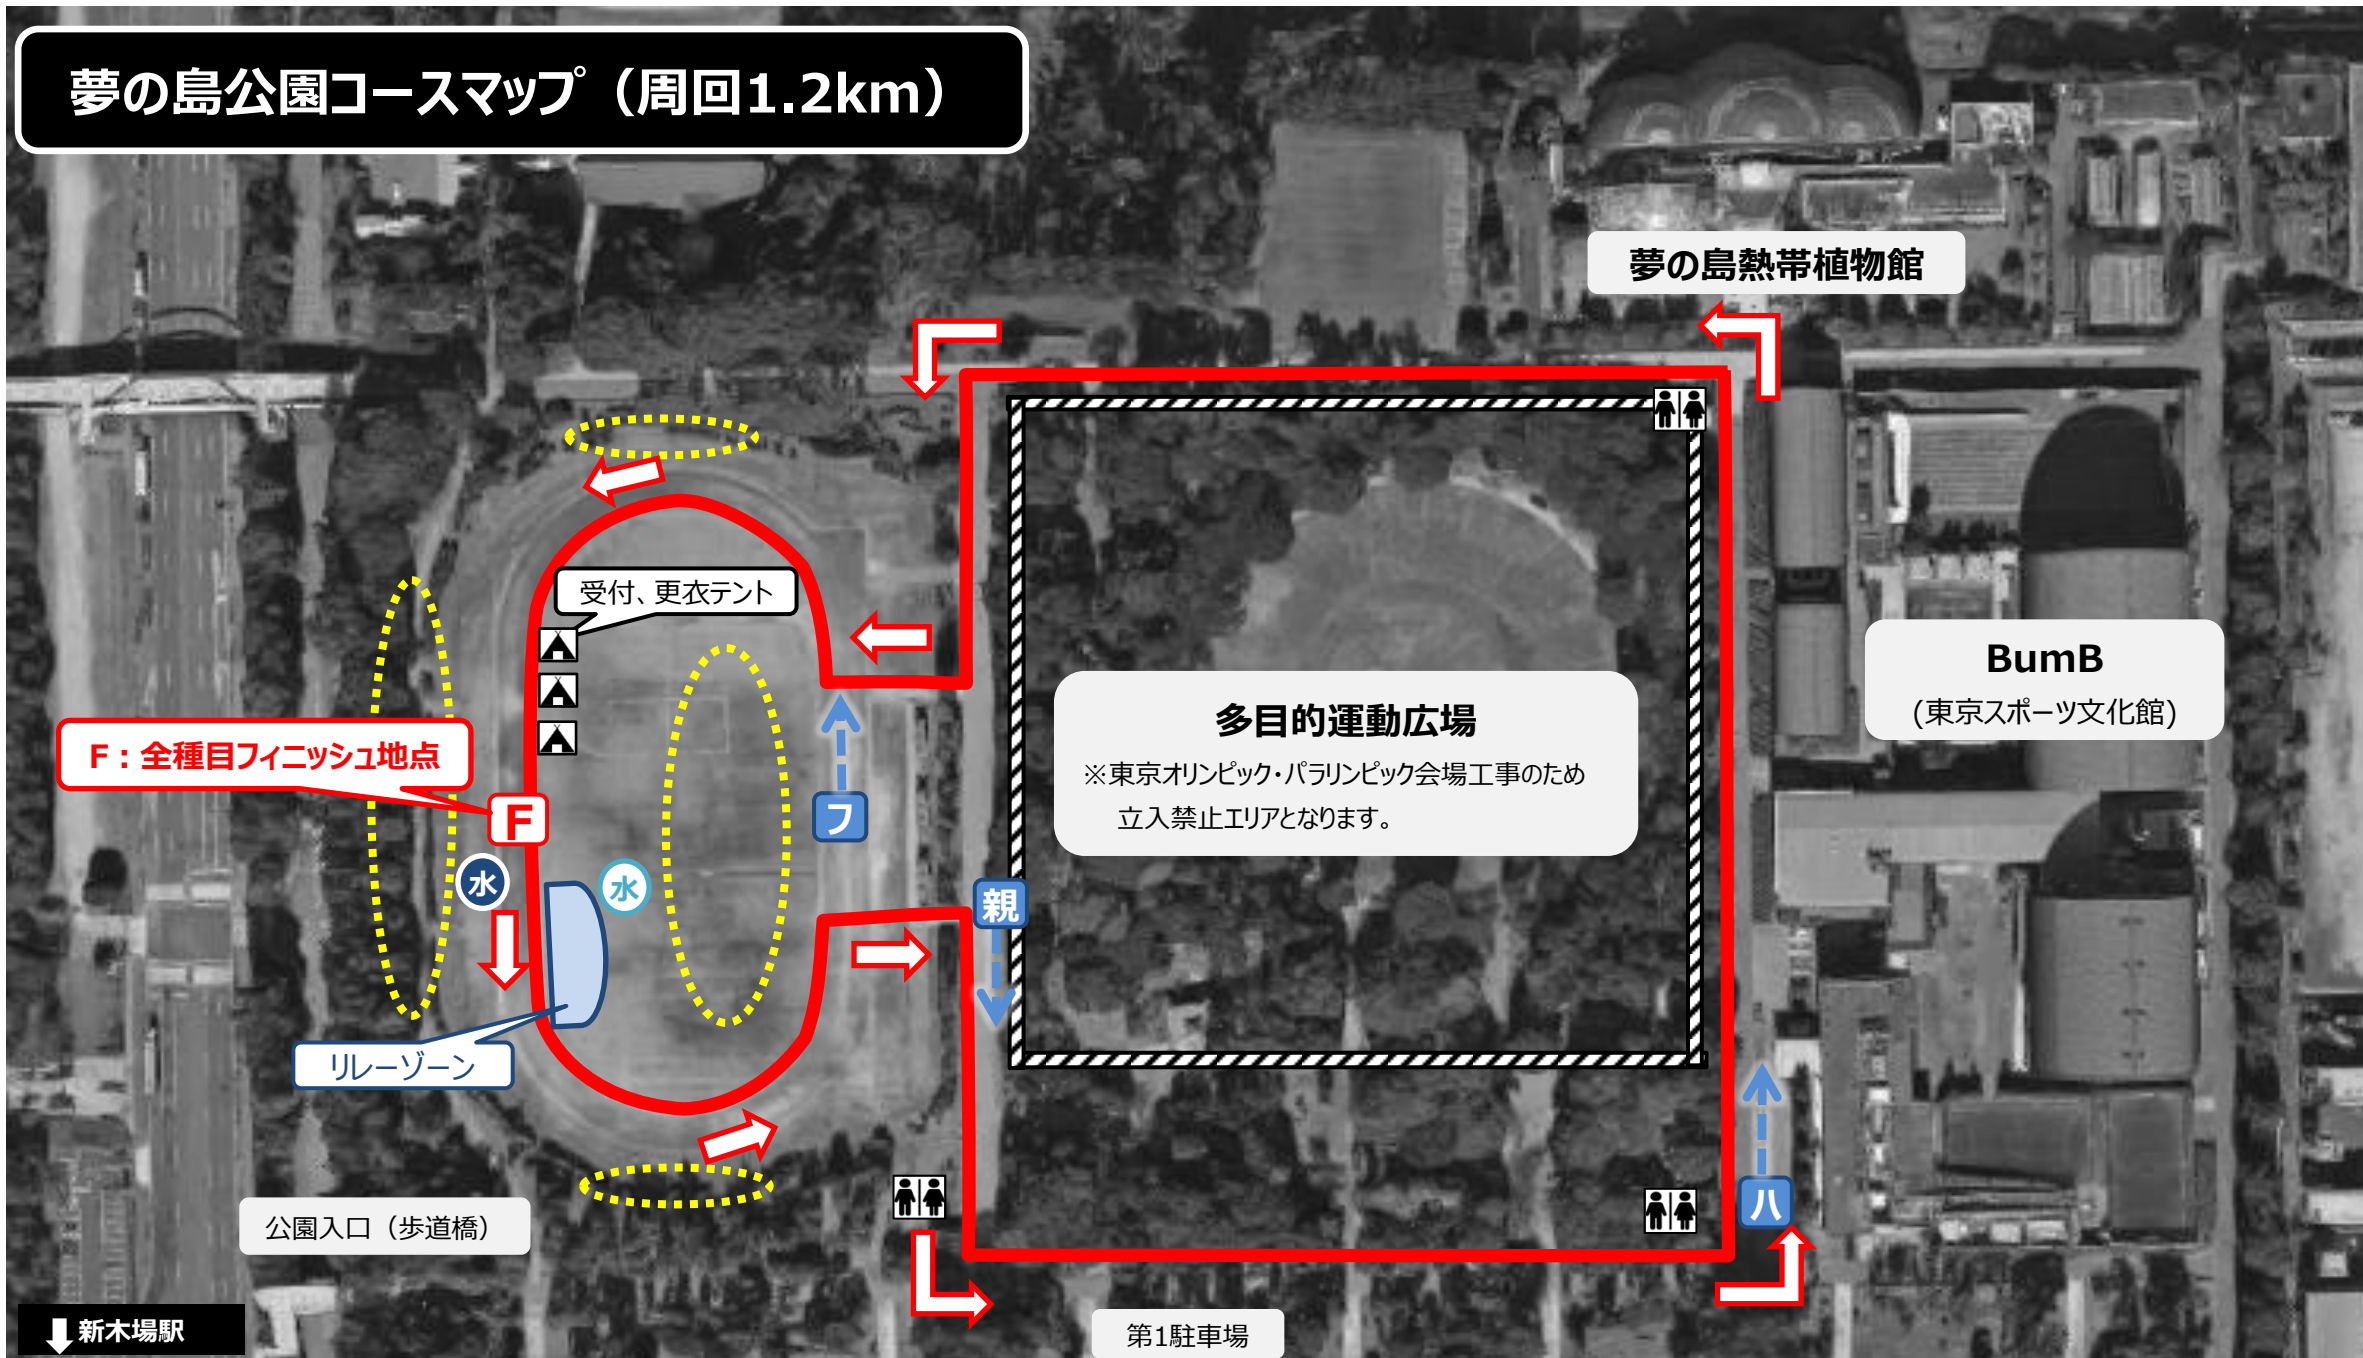 夢の島公園コースマップ（周回1.2km）
夢の島熱帯植物館
受付、更衣テント
BumB
(東京スポーツ文化館)
多目的運動広場
※東京オリンピック・パラリンピック会場工事のため
立入禁止エリアとなります。
F：全種目フィニッシュ地点
F
フ
水
水
親
リレーゾーン
ハ
公園入口（歩道橋）
新木場駅
第1駐車場